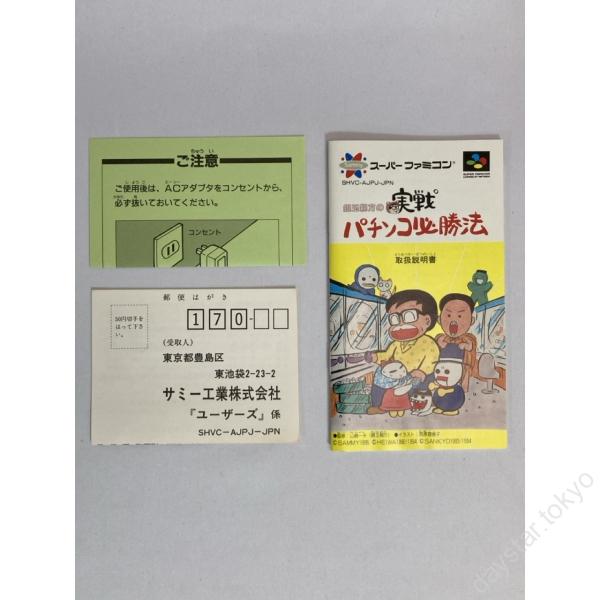 ちゅう い
ご注意
ご使用後は、ACアダプタをコンセントから、
必ず抜いておいてください。
コンセント
郵便はがき
50円切手を
はって下さ
い。
170-
(受取人)
東京都豊島区
東池袋2-23-2
サミー工業株式会社
『ユーザーズ』係
SHVC-AJPJ-JPN
スーパーファミコン
SHVC-AJPJ-JPN
実戦
パチンコ必勝法
取扱説明書
©SANKYO
daystar.tokyo